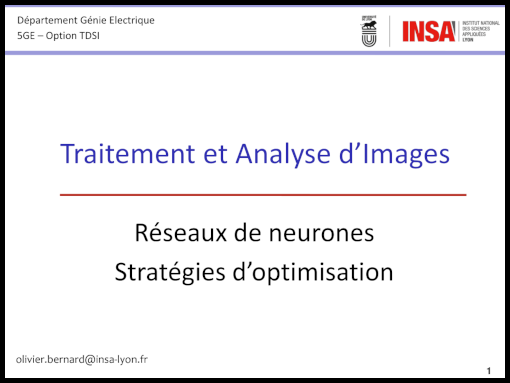 Département Génie Electrique
5GE – Option TDSI
INSA
INSTITUT NATIONAL
DES SCIENCES
APPLIQUÉES
LYON
Traitement et Analyse d'Images
Réseaux de neurones
Stratégies d'optimisation
olivier.bernard@insa-lyon.fr
1